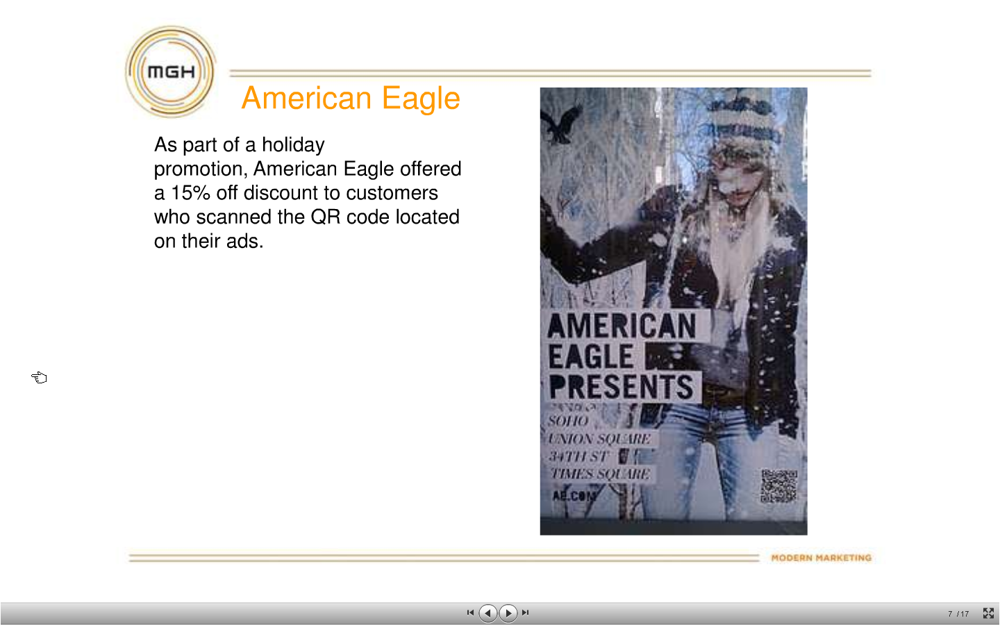 MGH
American Eagle
As part of a holiday
promotion, American Eagle offered
a 15% off discount to customers
who scanned the QR code located
on their ads.
AMERICAN
EAGLE
PRESENTS
SOHO
UNION SQUARE
34TH ST
TIMES SQUARE
AE.COM
MODERN MARKETING
7 / 17